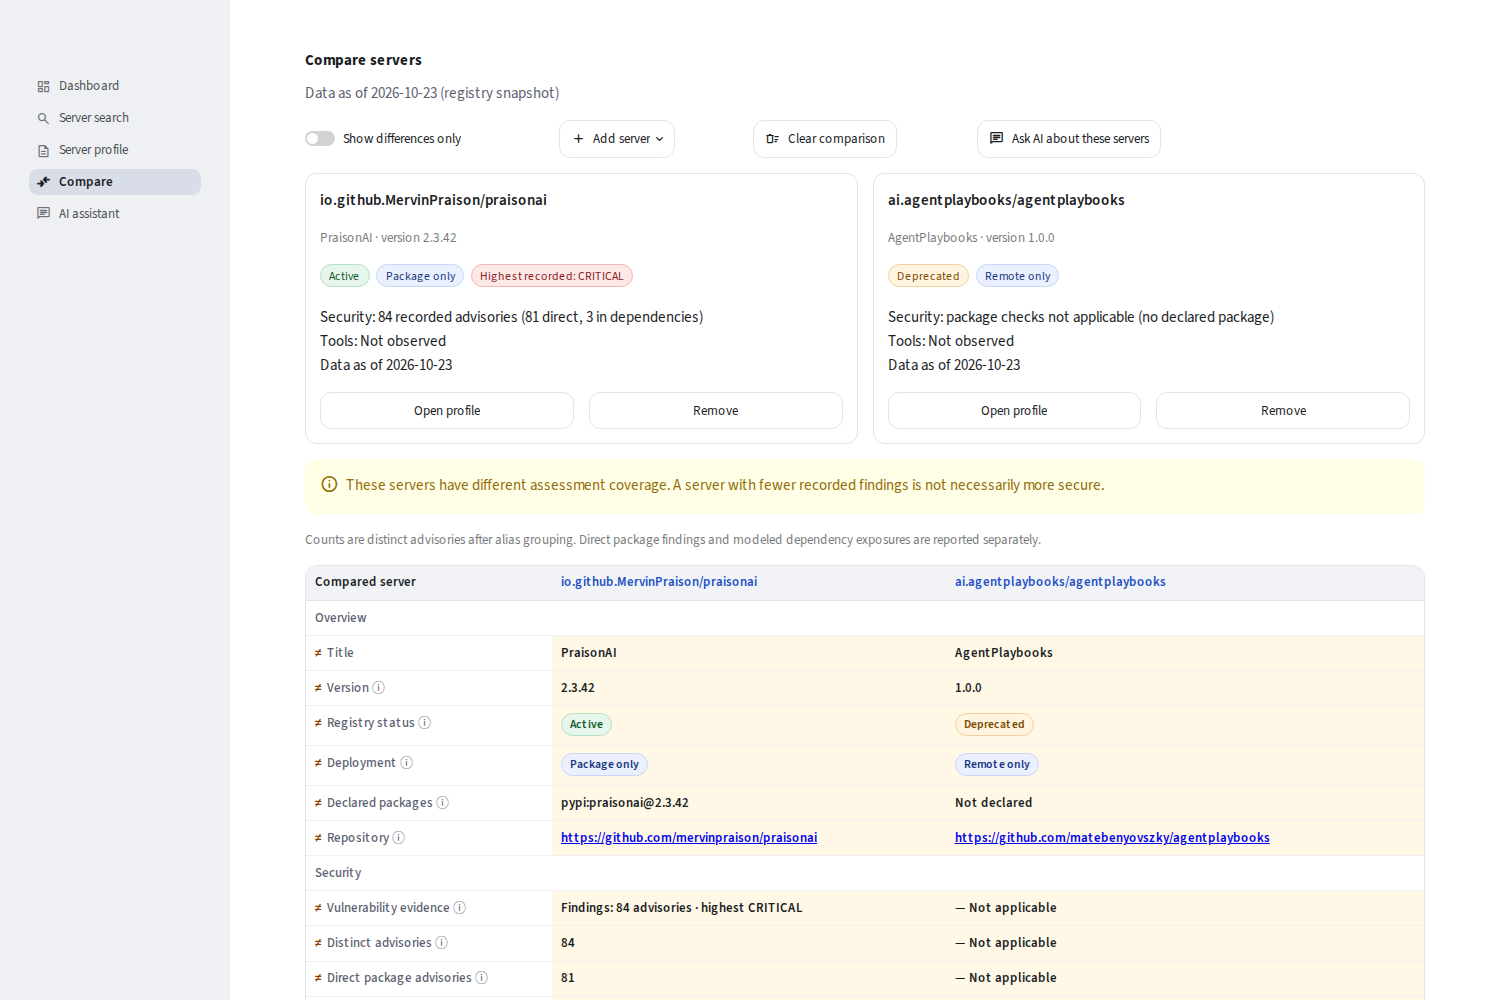 Dashboard
Server search
Server profile
Compare
AI assistant
Compare servers
Data as of 2026-10-23 (registry snapshot)
Show differences only
Add server
Clear comparison
Ask AI about these servers
io.github.MervinPraison/praisonai
PraisonAI · version 2.3.42
Active Package only Highest recorded: CRITICAL
Security: 84 recorded advisories (81 direct, 3 in dependencies)
Tools: Not observed
Data as of 2026-10-23
Open profile Remove
ai.agentplaybooks/agentplaybooks
AgentPlaybooks · version 1.0.0
Deprecated Remote only
Security: package checks not applicable (no declared package)
Tools: Not observed
Data as of 2026-10-23
Open profile Remove
These servers have different assessment coverage. A server with fewer recorded findings is not necessarily more secure.
Counts are distinct advisories after alias grouping. Direct package findings and modeled dependency exposures are reported separately.
Compared server io.github.MervinPraison/praisonai ai.agentplaybooks/agentplaybooks
Overview
≠ Title PraisonAI AgentPlaybooks
≠ Version ⓘ 2.3.42 1.0.0
≠ Registry status ⓘ Active Deprecated
≠ Deployment ⓘ Package only Remote only
≠ Declared packages ⓘ pypi:praisonai@2.3.42 Not declared
≠ Repository ⓘ https://github.com/mervinpraison/praisonai https://github.com/matebenyovszky/agentplaybooks
Security
≠ Vulnerability evidence ⓘ Findings: 84 advisories · highest CRITICAL — Not applicable
≠ Distinct advisories ⓘ 84 — Not applicable
≠ Direct package advisories ⓘ 81 — Not applicable